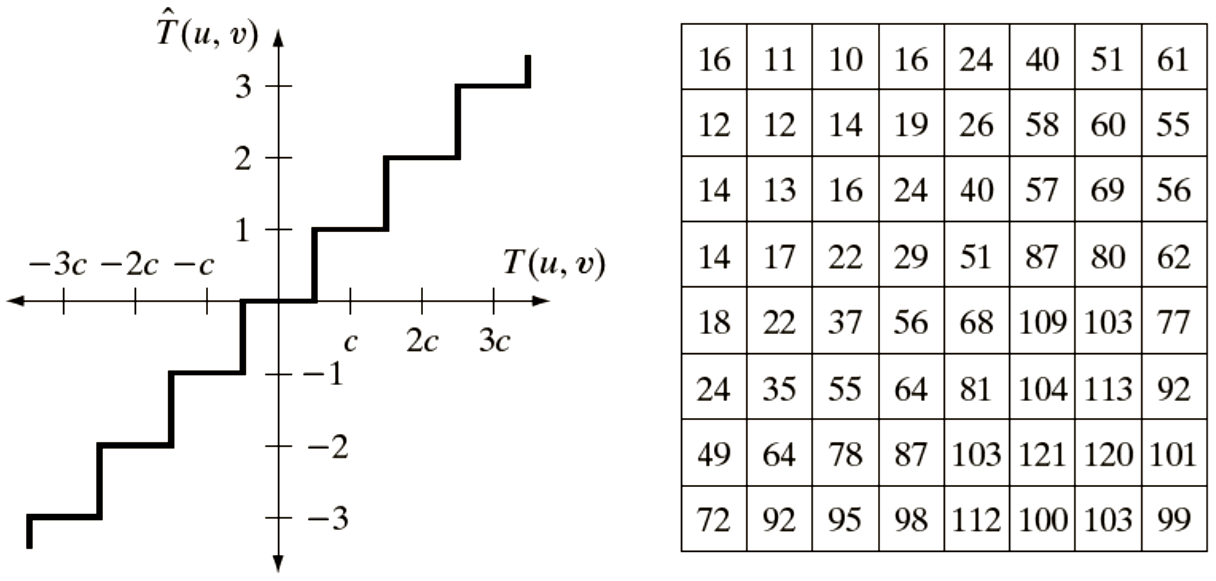 T̂(u, v)
3
2
1
−3c −2c −c
T(u, v)
c 2c 3c
−1
−2
−3
16 11 10 16 24 40 51 61
12 12 14 19 26 58 60 55
14 13 16 24 40 57 69 56
14 17 22 29 51 87 80 62
18 22 37 56 68 109 103 77
24 35 55 64 81 104 113 92
49 64 78 87 103 121 120 101
72 92 95 98 112 100 103 99